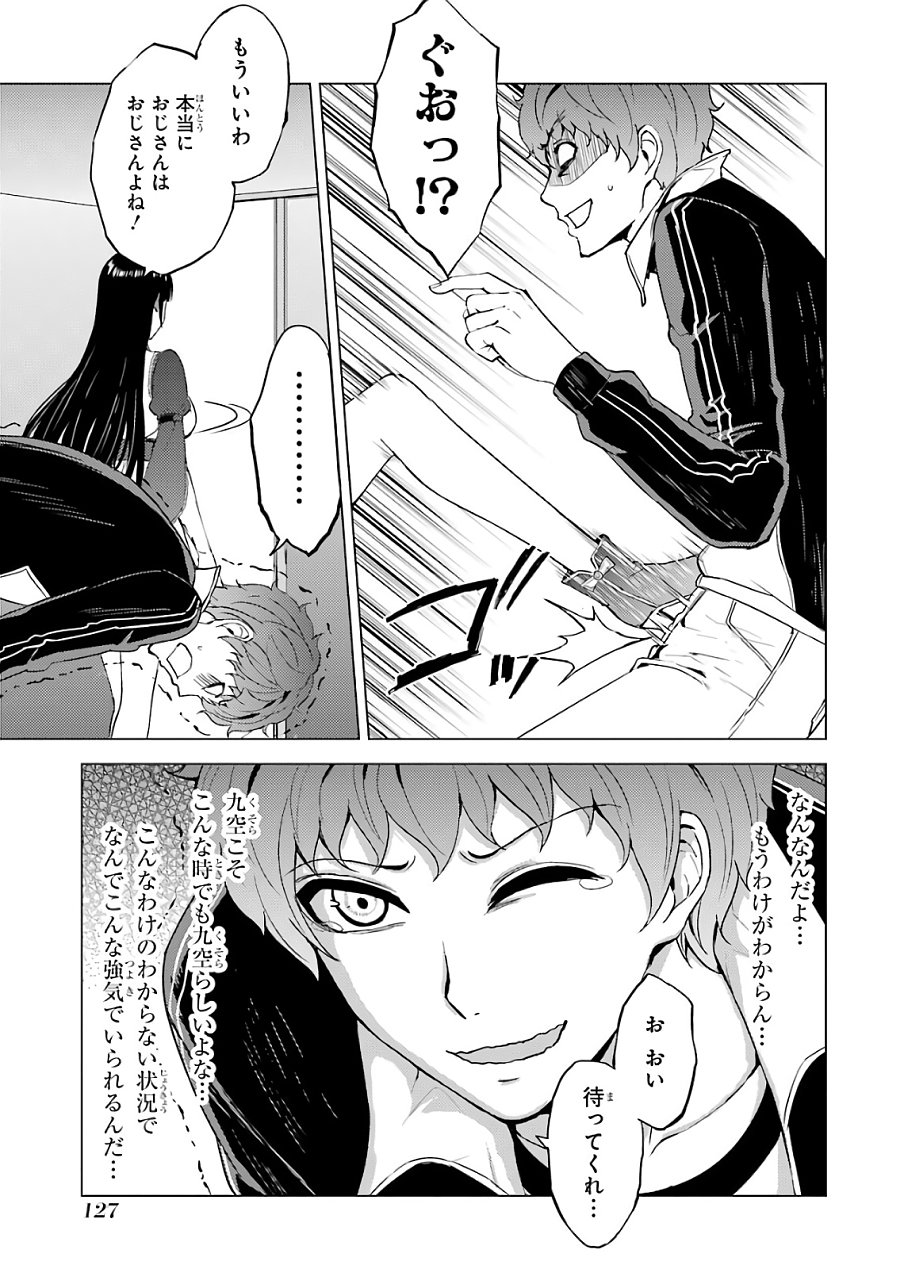 ぐおっ!?
ゴッ
もういいわ
本当に
おじさんは
おじさんよね!
・・・・・・・・・・
なんなんだよ…
もうわけがわからん…
お おい
待ってくれ…
九空こそ
こんな時でも九空らしいよな…
こんなわけのわからない状況で
なんでこんな強気でいられるんだ…
127